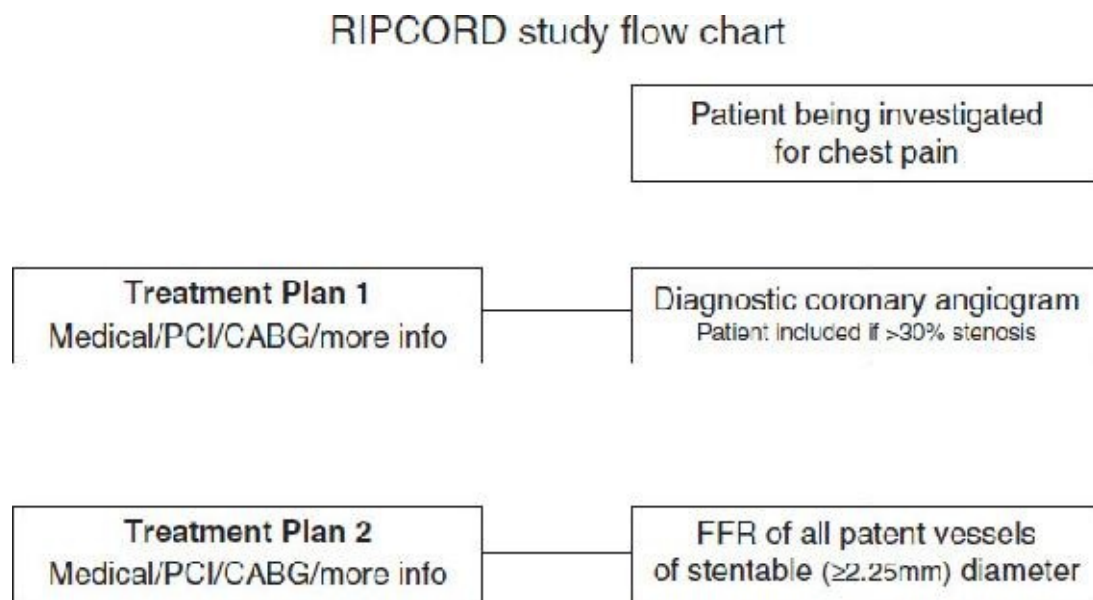 RIPCORD study flow chart
Patient being investigated
for chest pain
Treatment Plan 1
Medical/PCI/CABG/more info
Diagnostic coronary angiogram
Patient included if >30% stenosis
Treatment Plan 2
Medical/PCI/CABG/more info
FFR of all patent vessels
of stentable (≥2.25mm) diameter